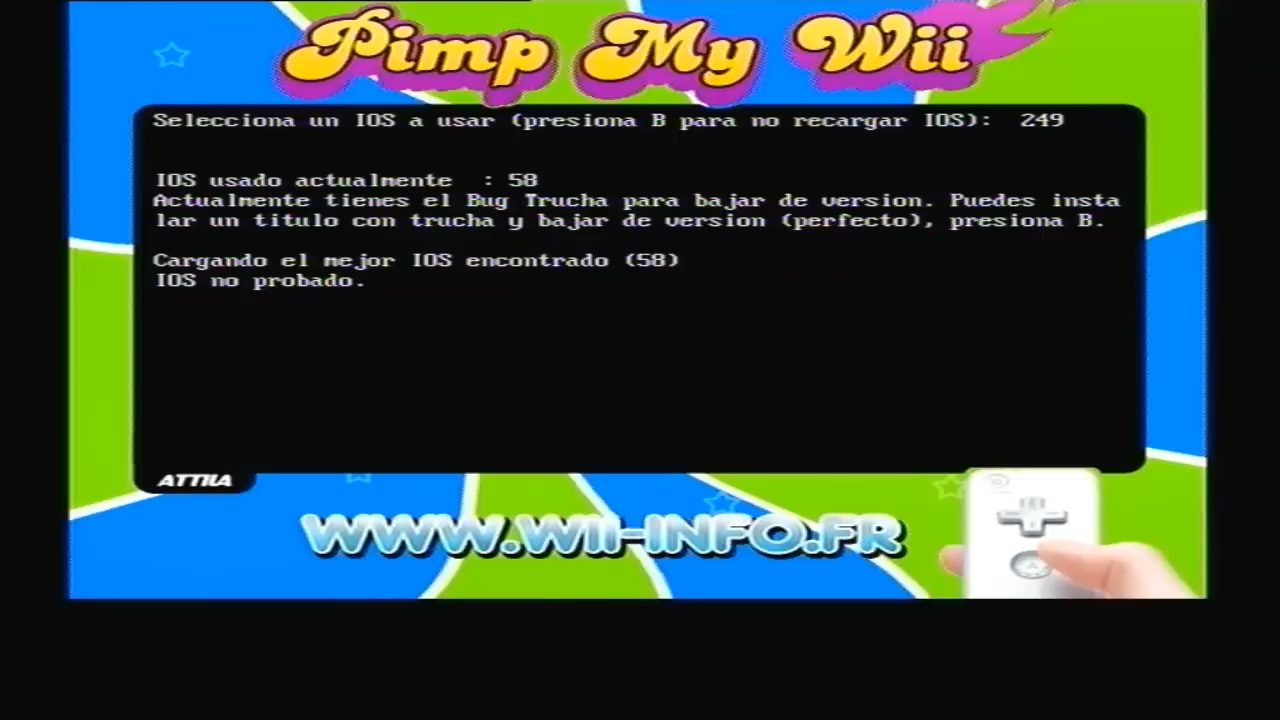 Pimp My Wii
Selecciona un IOS a usar (presiona B para no recargar IOS):  249
IOS usado actualmente  : 58
Actualmente tienes el Bug Trucha para bajar de version. Puedes insta
lar un titulo con trucha y bajar de version (perfecto), presiona B.
Cargando el mejor IOS encontrado (58)
IOS no probado.
ATTILA
WWW.WII-INFO.FR
A